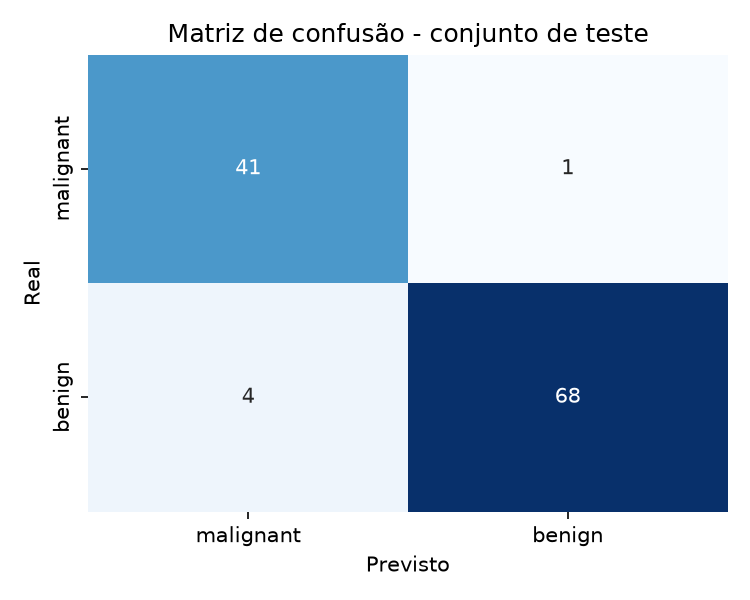 Matriz de confusão - conjunto de teste
Real
malignant
41
1
benign
4
68
malignant
benign
Previsto